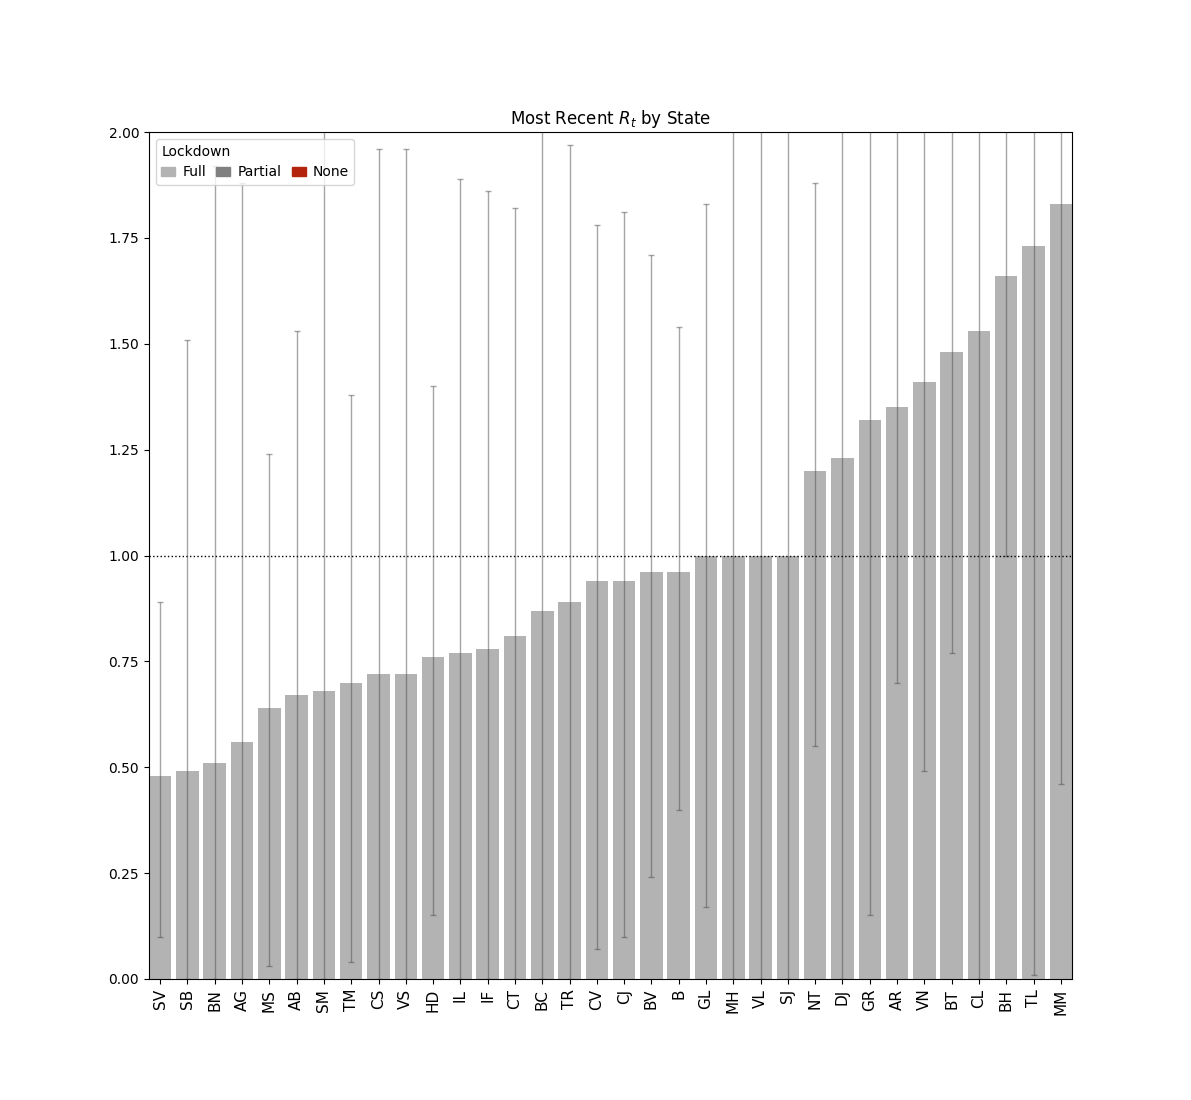 Most Recent Rt by State
Lockdown
Full Partial None
2.00
1.75
1.50
1.25
1.00
0.75
0.50
0.25
0.00
SV SB BN AG MS AB SM TM CS VS HD IL IF CT BC TR CV CJ BV B GL MH VL SJ NT DJ GR AR VN BT CL BH TL MM